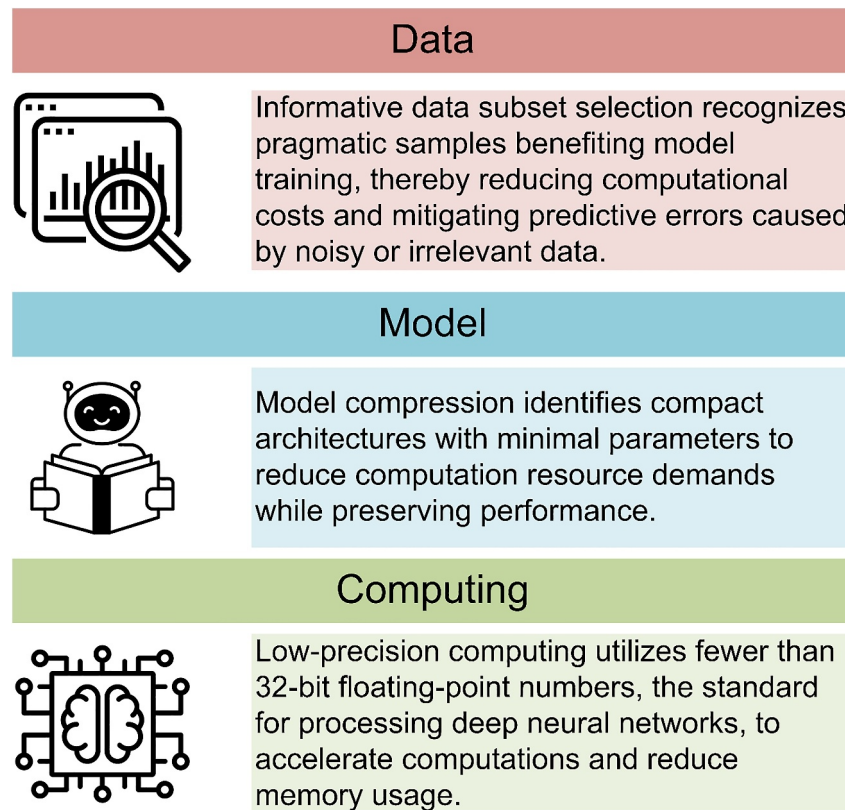 Data
Informative data subset selection recognizes
pragmatic samples benefiting model
training, thereby reducing computational
costs and mitigating predictive errors caused
by noisy or irrelevant data.
Model
Model compression identifies compact
architectures with minimal parameters to
reduce computation resource demands
while preserving performance.
Computing
Low-precision computing utilizes fewer than
32-bit floating-point numbers, the standard
for processing deep neural networks, to
accelerate computations and reduce
memory usage.